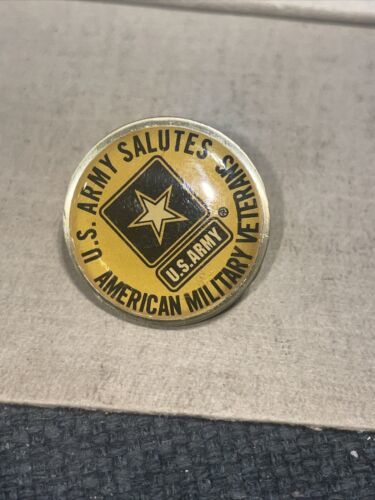 U.S. ARMY SALUTES
AMERICAN MILITARY VETERANS
U.S.ARMY
®